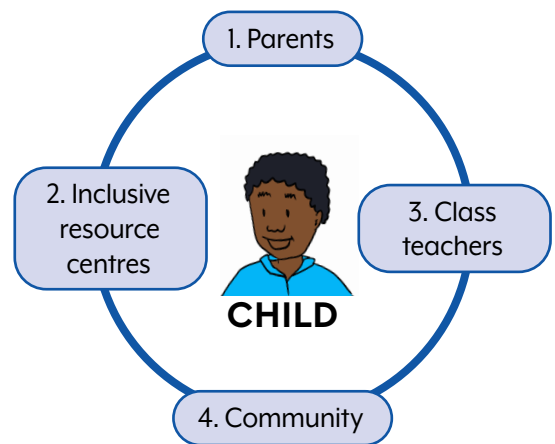 1. Parents
2. Inclusive
resource
centres
3. Class
teachers
CHILD
4. Community